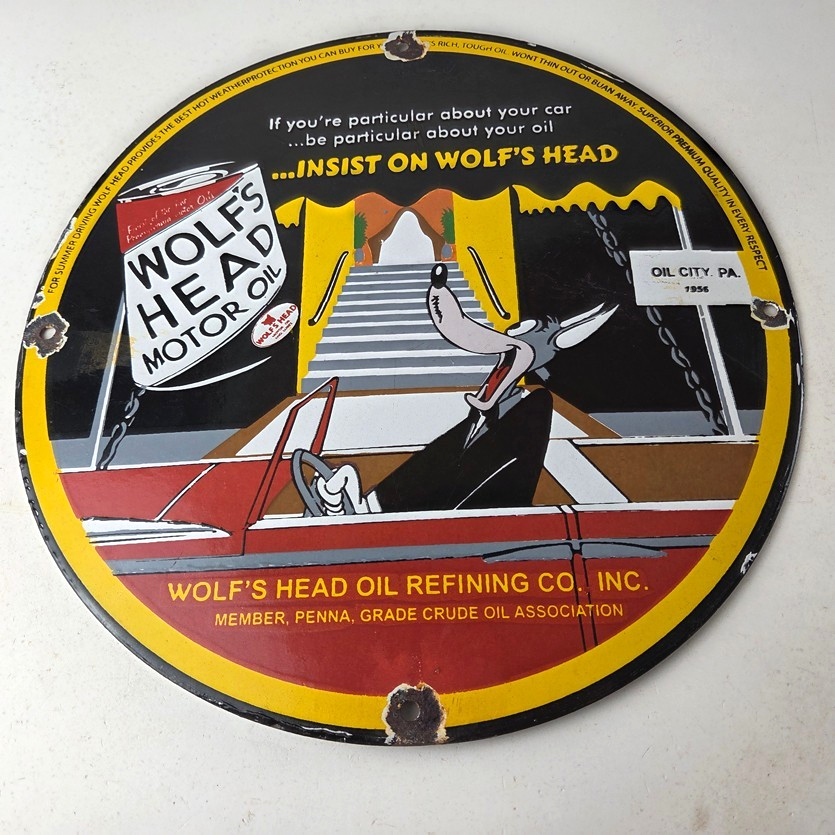 FOR SUMMER DRIVING WOLF HEAD PROVIDES THE BEST HOT WEATHERPROTECTION YOU CAN BUY FOR RICH, TOUGH OIL. WONT THIN OUT OR BUAN AWAY. SUPERIOR PREMIUM QUALITY IN EVERY RESPECT
If you're particular about your car
...be particular about your oil
...INSIST ON WOLF'S HEAD
WOLF'S
HEAD
MOTOR OIL
WOLF'S HEAD
OIL CITY. PA.
1956
WOLF'S HEAD OIL REFINING CO. INC.
MEMBER, PENNA, GRADE CRUDE OIL ASSOCIATION